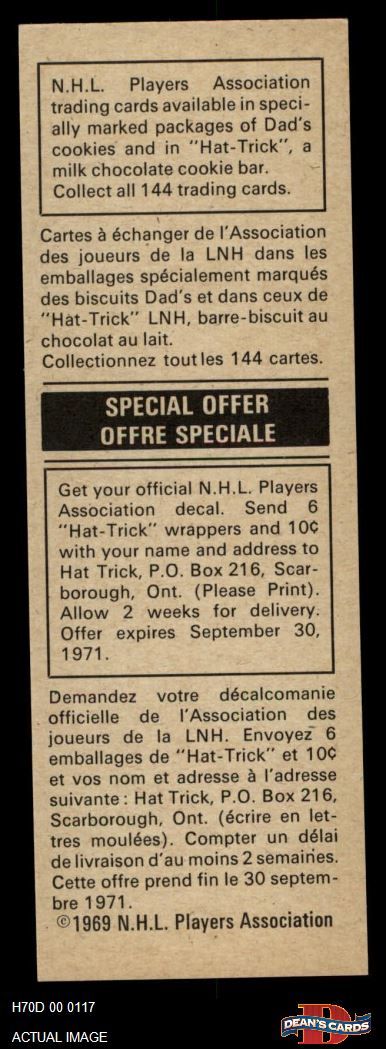 N.H.L. Players Association
trading cards available in speci-
ally marked packages of Dad's
cookies and in "Hat-Trick", a
milk chocolate cookie bar.
Collect all 144 trading cards.
Cartes à échanger de l'Association
des joueurs de la LNH dans les
emballages spécialement marqués
des biscuits Dad's et dans ceux de
"Hat-Trick" LNH, barre-biscuit au
chocolat au lait.
Collectionnez toutles 144 cartes.
SPECIAL OFFER
OFFRE SPECIALE
Get your official N.H.L. Players
Association decal. Send 6
"Hat-Trick" wrappers and 10¢
with your name and address to
Hat Trick, P.O. Box 216, Scar-
borough, Ont. (Please Print).
Allow 2 weeks for delivery.
Offer expires September 30,
1971.
Demandez votre décalcomanie
officielle de l'Association des
joueurs de la LNH. Envoyez 6
emballages de "Hat-Trick" et 10¢
et vos nom et adresse à l'adresse
suivante: Hat Trick, P.O. Box 216,
Scarborough, Ont. (écrire en let-
tres moulées). Compter un délai
de livraison d'au moins 2 semaines.
Cette offre prend fin le 30 septem-
bre 1971.
©1969 N.H.L. Players Association
H70D 00 0117
ACTUAL IMAGE
D
DEAN'S CARDS